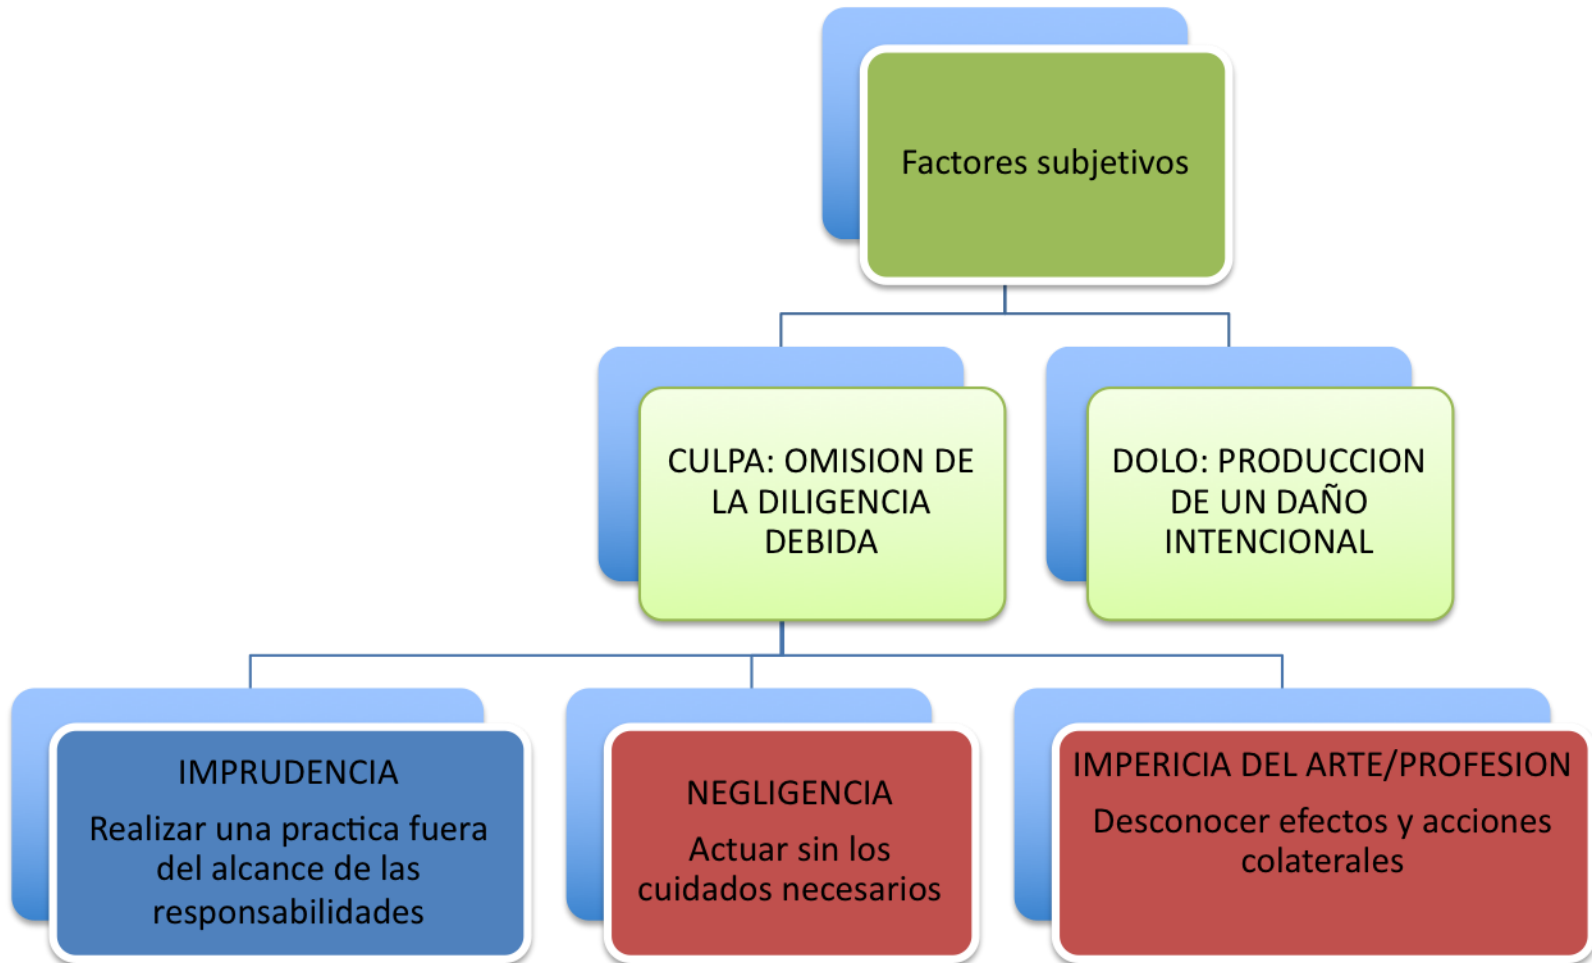 Factores subjetivos
CULPA: OMISION DE
LA DILIGENCIA
DEBIDA
DOLO: PRODUCCION
DE UN DAÑO
INTENCIONAL
IMPRUDENCIA
Realizar una practica fuera
del alcance de las
responsabilidades
NEGLIGENCIA
Actuar sin los
cuidados necesarios
IMPERICIA DEL ARTE/PROFESION
Desconocer efectos y acciones
colaterales